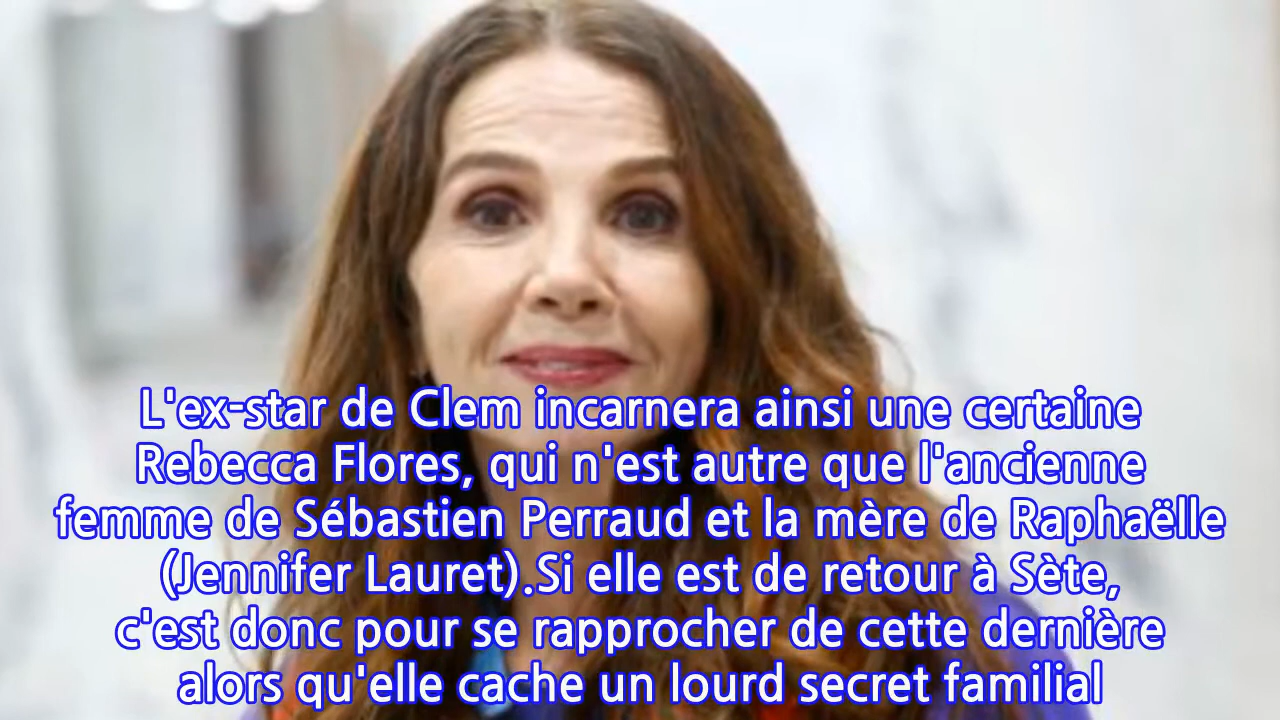 L'ex-star de Clem incarnera ainsi une certaine
Rebecca Flores, qui n'est autre que l'ancienne
femme de Sébastien Perraud et la mère de Raphaëlle
(Jennifer Lauret).Si elle est de retour à Sète,
c'est donc pour se rapprocher de cette dernière
alors qu'elle cache un lourd secret familial